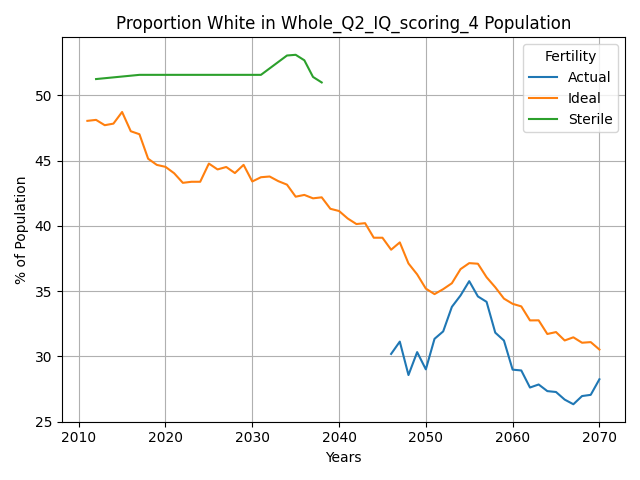 Proportion White in Whole_Q2_IQ_scoring_4 Population
Fertility
Actual
Ideal
Sterile
% of Population
50
45
40
35
30
25
2010 2020 2030 2040 2050 2060 2070
Years